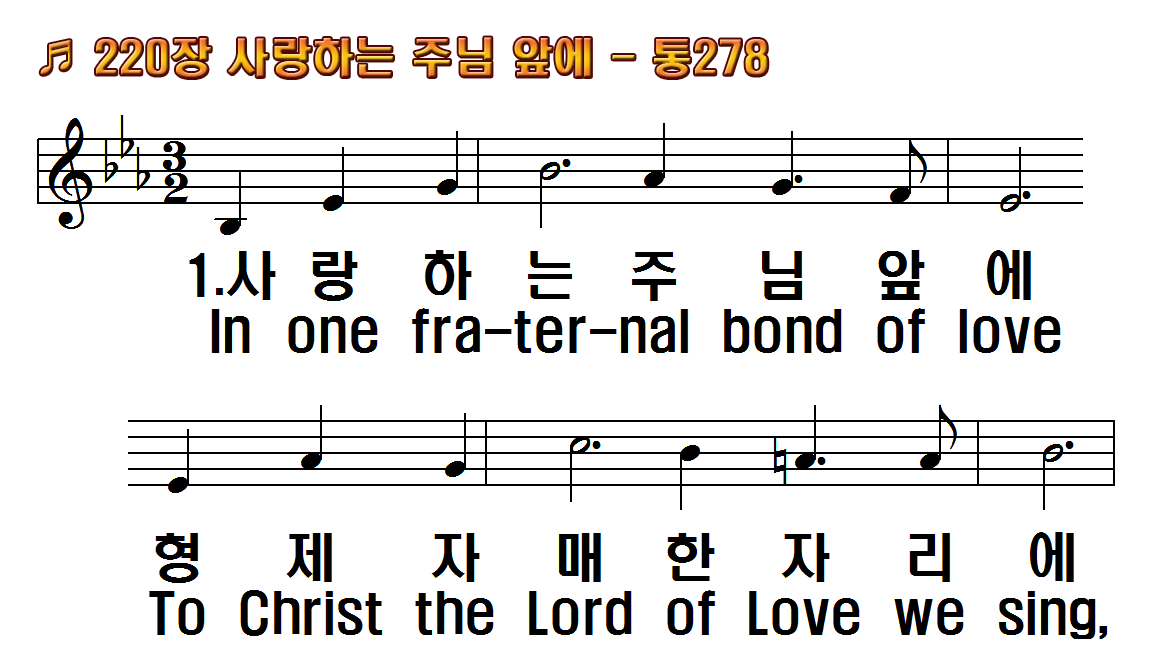 ♬ 220장 사랑하는 주님 앞에 - 통278
3
2
1.사 랑 하 는 주 님 앞 에
In one fra-ter-nal bond of love
형 제 자 매 한 자 리 에
To Christ the Lord of Love we sing,